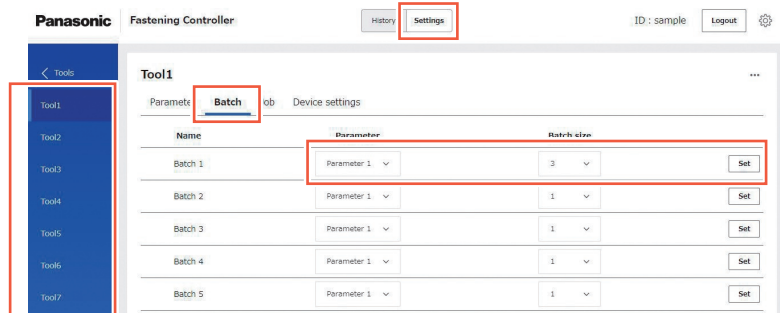 Panasonic Fastening Controller History Settings ID : sample Logout
Tools
Tool1
Tool2
Tool3
Tool4
Tool5
Tool6
Tool7
Tool1
Paramete Batch ob Device settings
Name Parameter Batch size
Batch 1 Parameter 1 3 Set
Batch 2 Parameter 1 1 Set
Batch 3 Parameter 1 1 Set
Batch 4 Parameter 1 1 Set
Batch 5 Parameter 1 1 Set